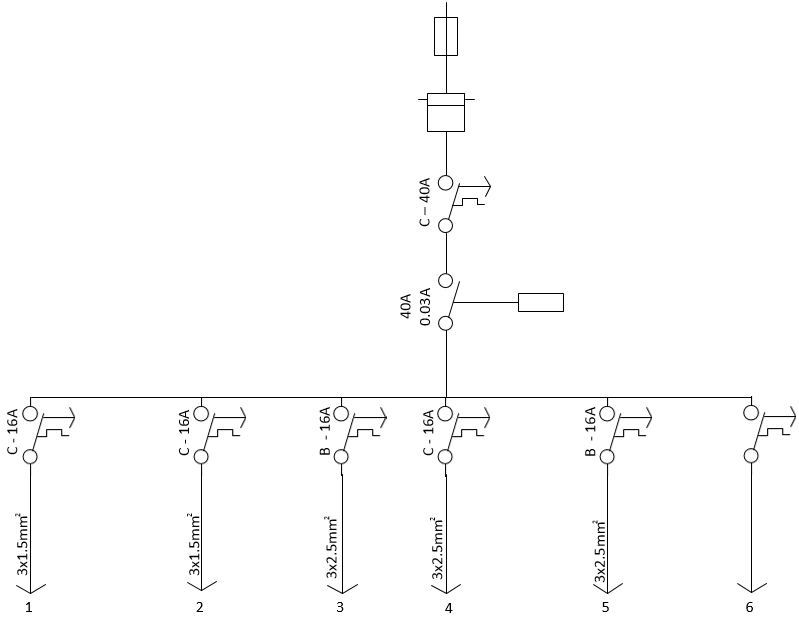 C – 40A
40A
0.03A
C - 16A
C - 16A
B - 16A
C - 16A
B - 16A
3x1.5mm²
3x1.5mm²
3x2.5mm²
3x2.5mm²
3x2.5mm²
1
2
3
4
5
6